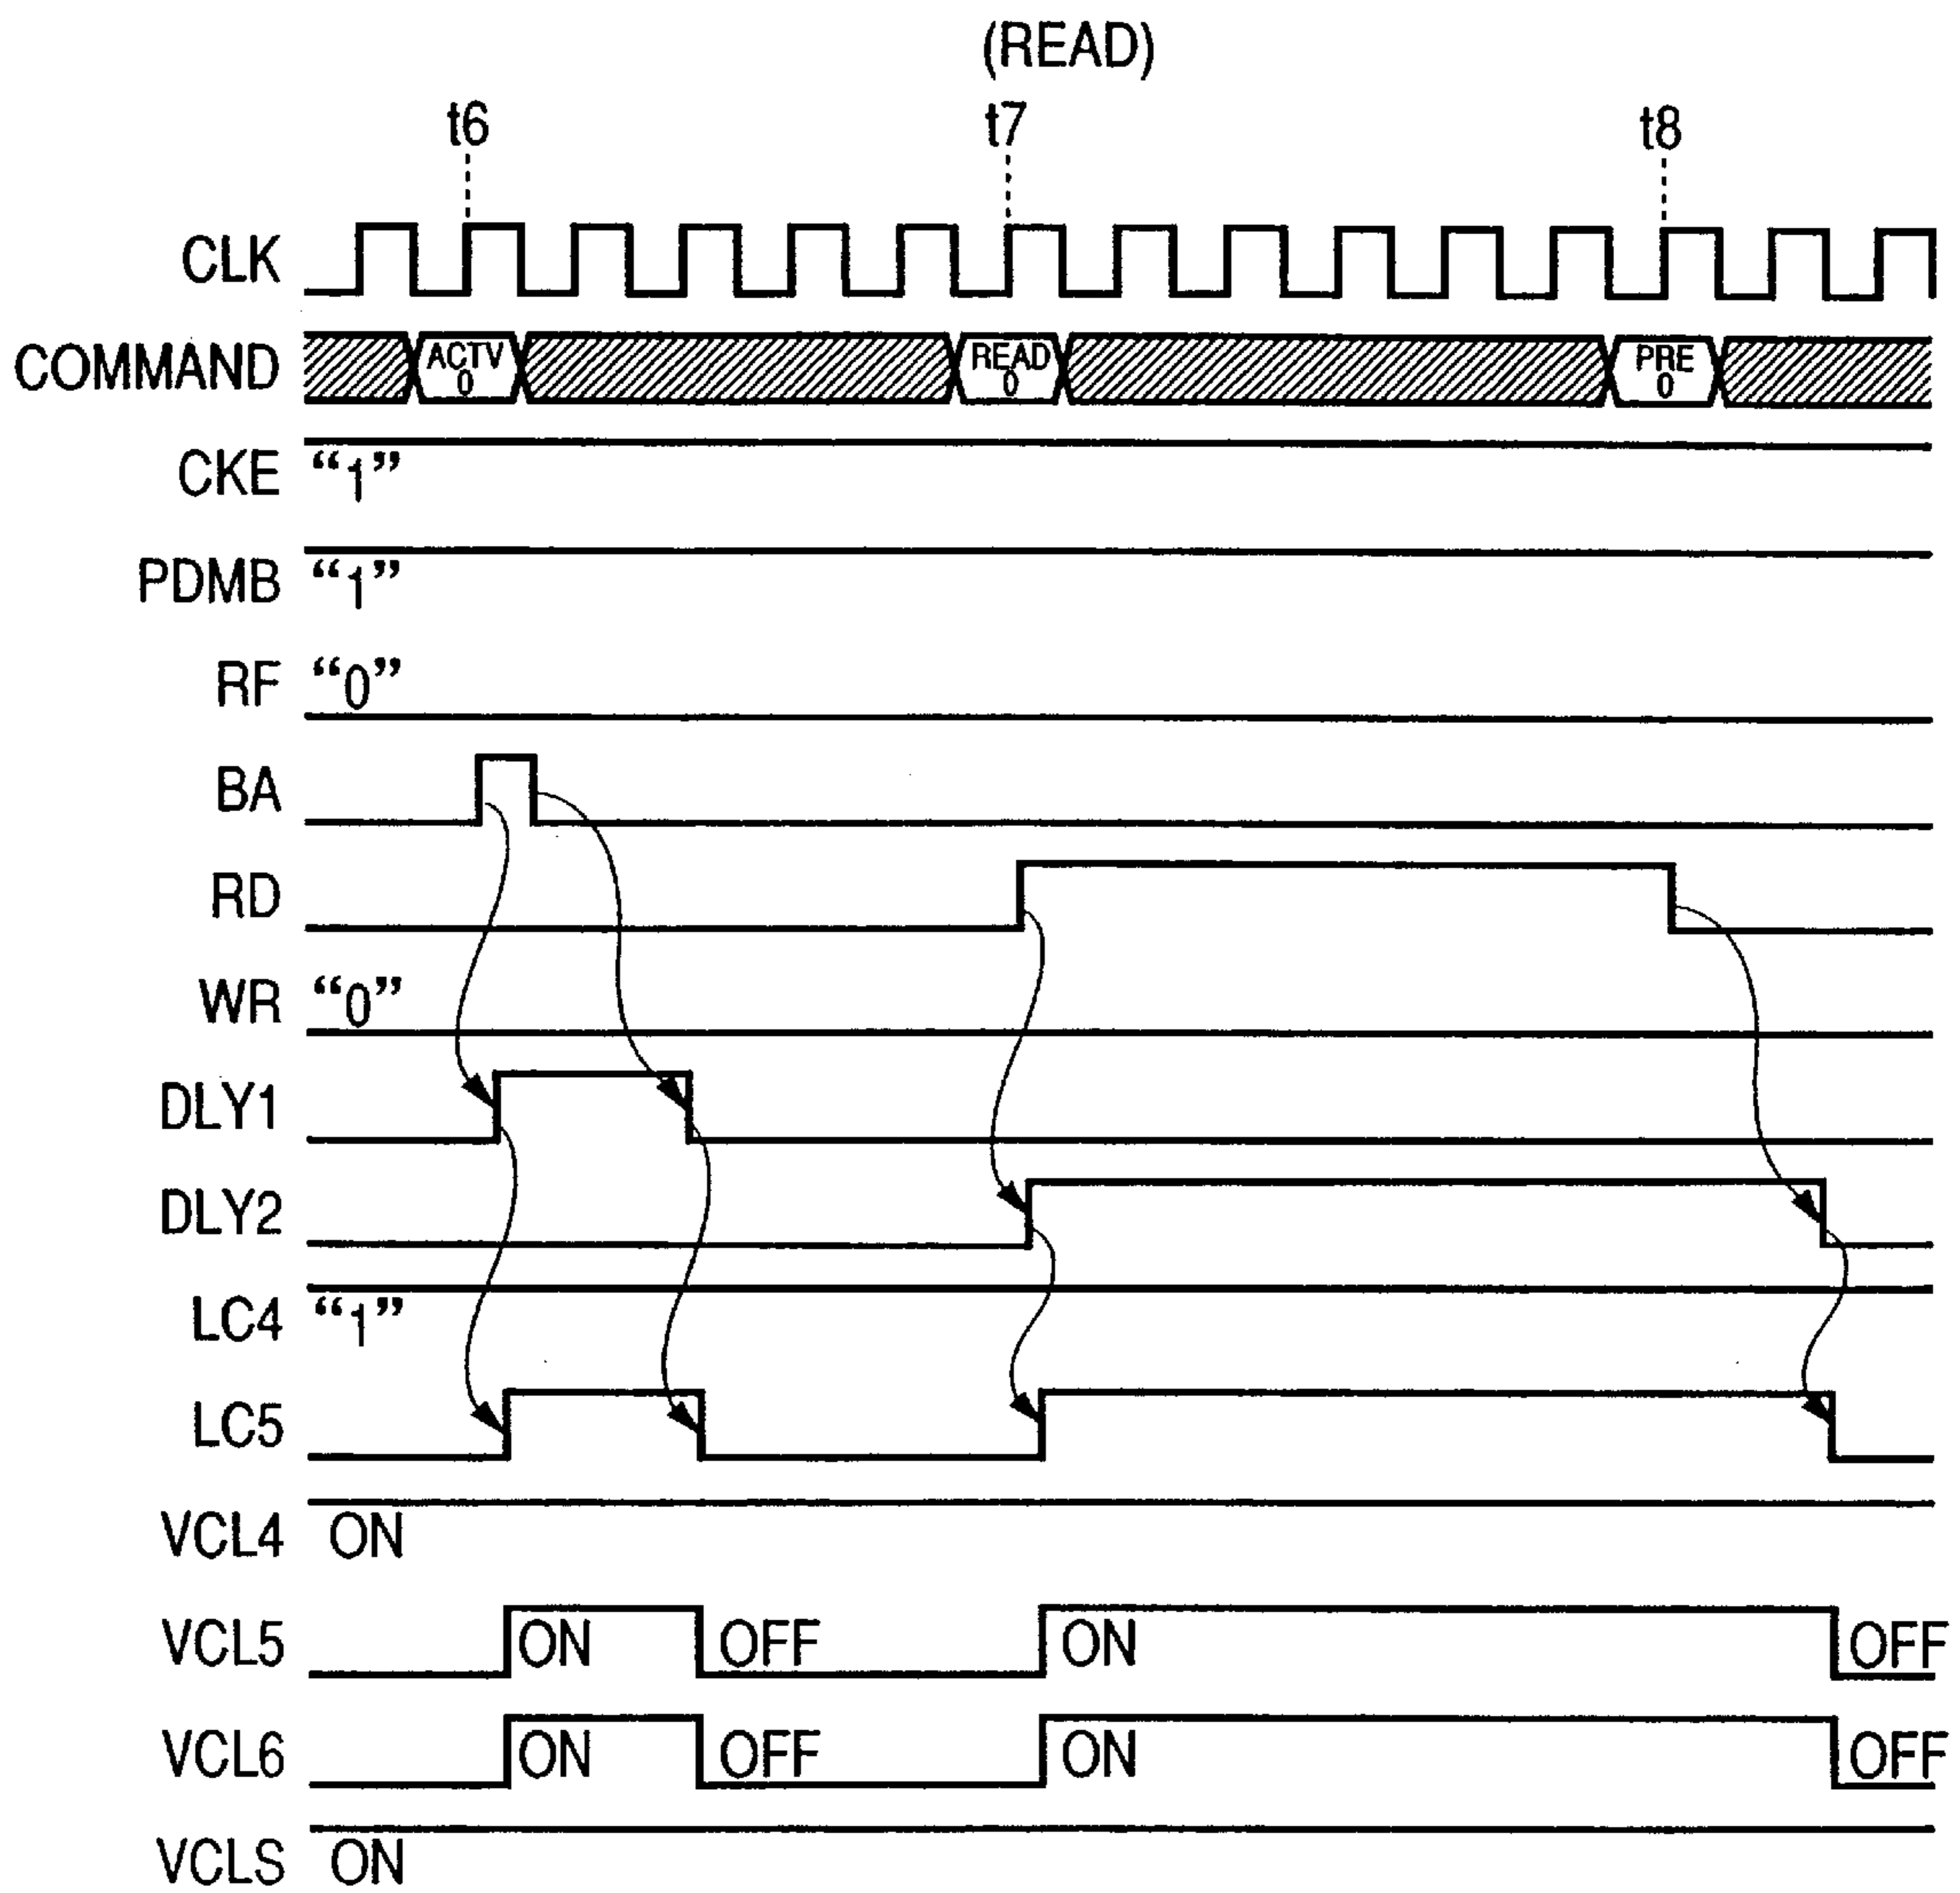 (READ)
t6 t7 t8
CLK
COMMAND ACTV 0 READ 0 PRE 0
CKE “1”
PDMB “1”
RF “0”
BA
RD
WR “0”
DLY1
DLY2
LC4 “1”
LC5
VCL4 ON
VCL5 ON OFF ON OFF
VCL6 ON OFF ON OFF
VCLS ON